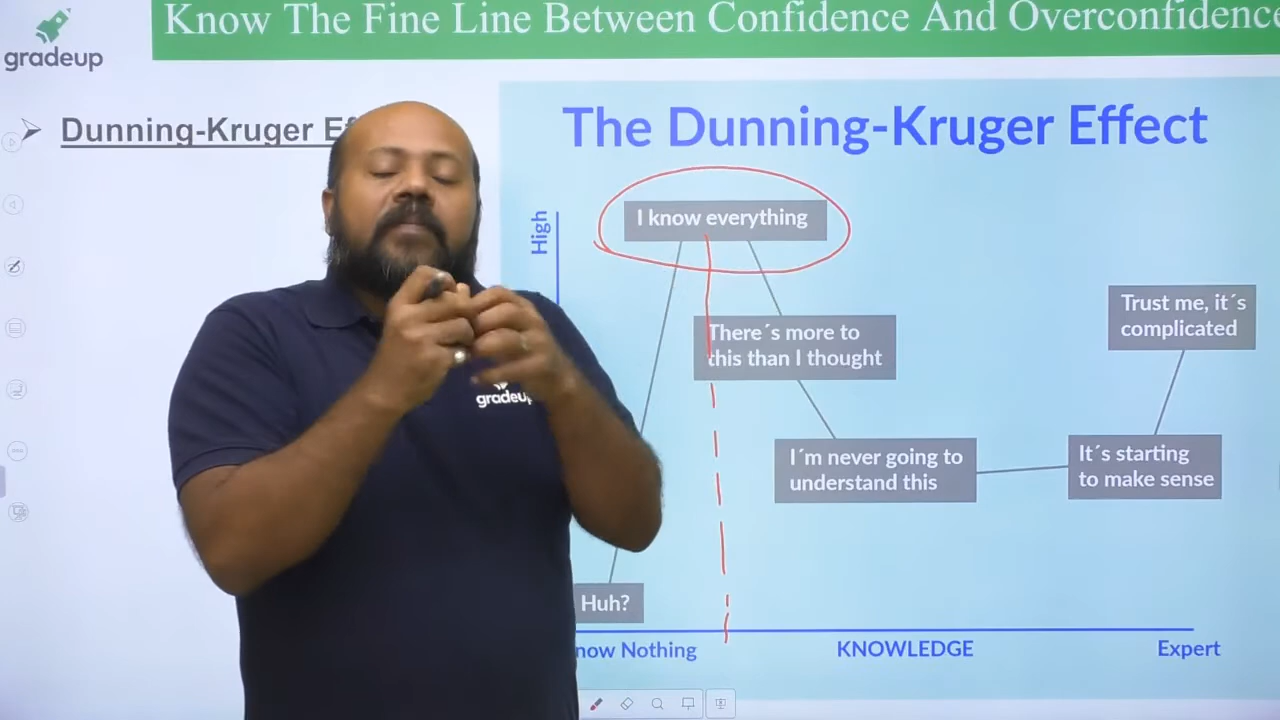 Know The Fine Line Between Confidence And Overconfidence
gradeup
Dunning-Kruger
The Dunning-Kruger Effect
High
I know everything
There´s more to
this than I thought
I´m never going to
understand this
Trust me, it´s
complicated
It´s starting
to make sense
Huh?
gradeup
Nothing
KNOWLEDGE
Expert